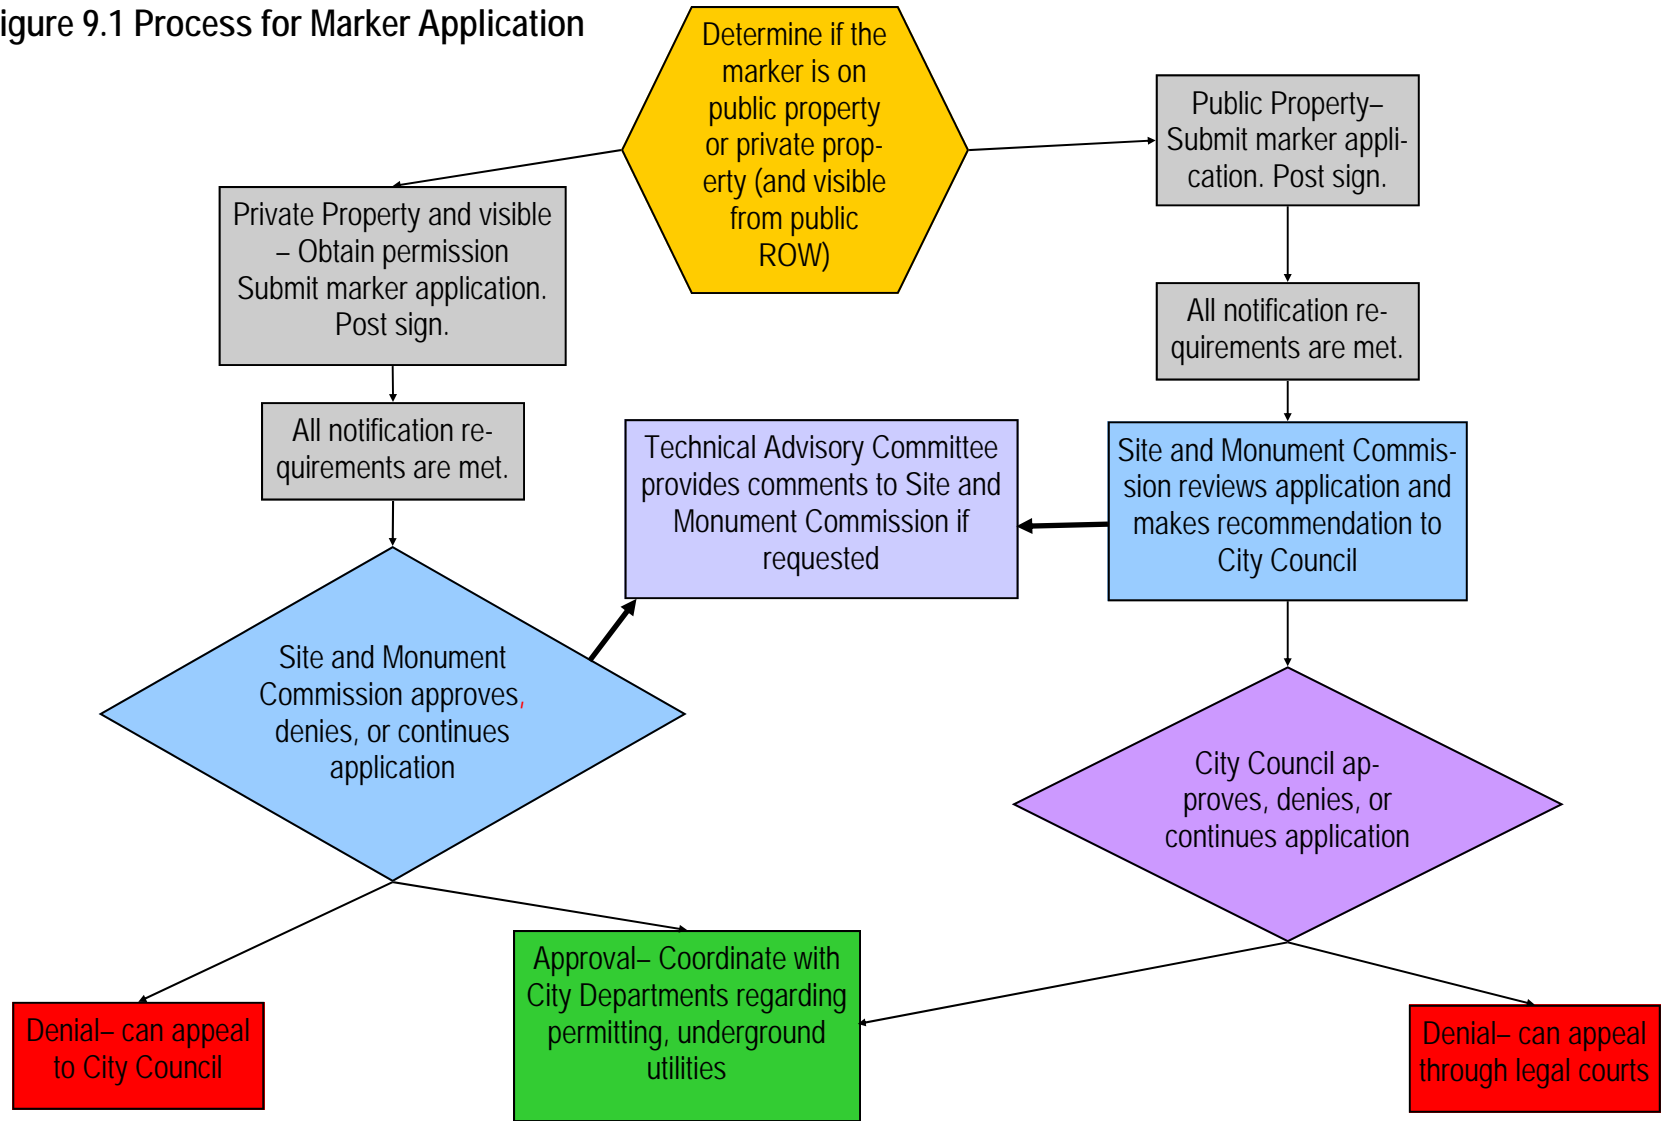 igure 9.1 Process for Marker Application
Determine if the
marker is on
public property
or private prop-
erty (and visible
from public
ROW)
Public Property–
Submit marker appli-
cation. Post sign.
Private Property and visible
– Obtain permission
Submit marker application.
Post sign.
All notification re-
quirements are met.
All notification re-
quirements are met.
Technical Advisory Committee
provides comments to Site and
Monument Commission if
requested
Site and Monument Commis-
sion reviews application and
makes recommendation to
City Council
Site and Monument
Commission approves,
denies, or continues
application
City Council ap-
proves, denies, or
continues application
Denial– can appeal
to City Council
Approval– Coordinate with
City Departments regarding
permitting, underground
utilities
Denial– can appeal
through legal courts